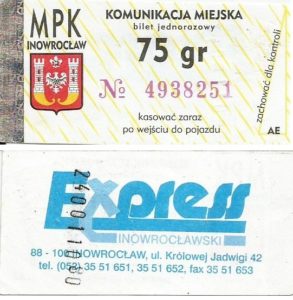 MPK
INOWROCŁAW
KOMUNIKACJA MIEJSKA
bilet jednorazowy
75 gr
№ 4938251
kasować zaraz
po wejściu do pojazdu
zachować dla kontroli
AE
Express
INOWROCŁAWSKI
88 - 100 INOWROCŁAW, ul. Królowej Jadwigi 42
tel. (052) 35 51 651, 35 51 652, fax 35 51 653